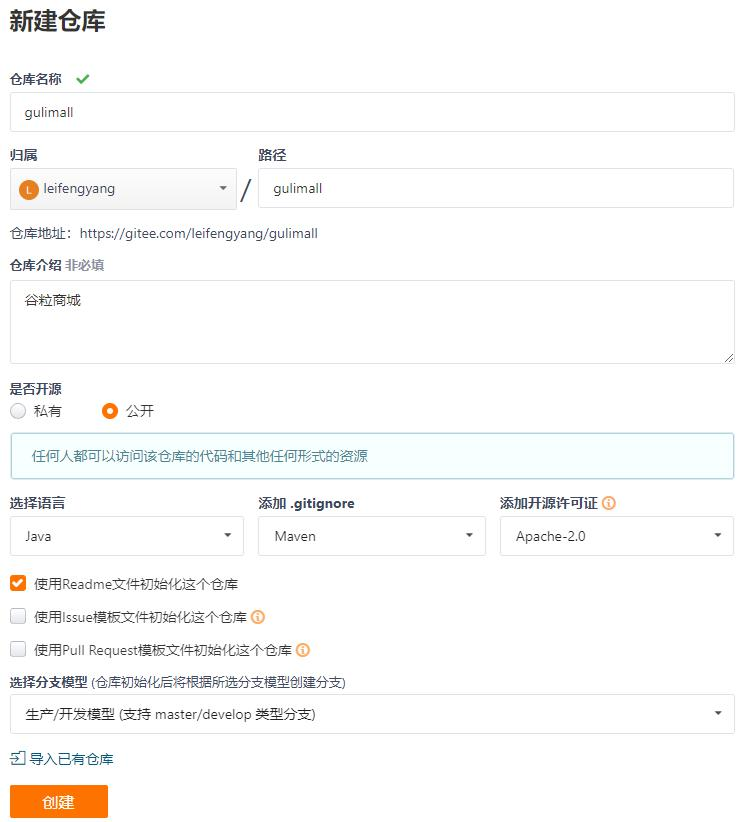 新建仓库
仓库名称
gulimall
归属 路径
L leifengyang / gulimall
仓库地址：https://gitee.com/leifengyang/gulimall
仓库介绍 非必填
谷粒商城
是否开源
私有 公开
任何人都可以访问该仓库的代码和其他任何形式的资源
选择语言 添加 .gitignore 添加开源许可证
Java Maven Apache-2.0
使用Readme文件初始化这个仓库
使用Issue模板文件初始化这个仓库
使用Pull Request模板文件初始化这个仓库
选择分支模型 (仓库初始化后将根据所选分支模型创建分支)
生产/开发模型 (支持 master/develop 类型分支)
导入已有仓库
创建